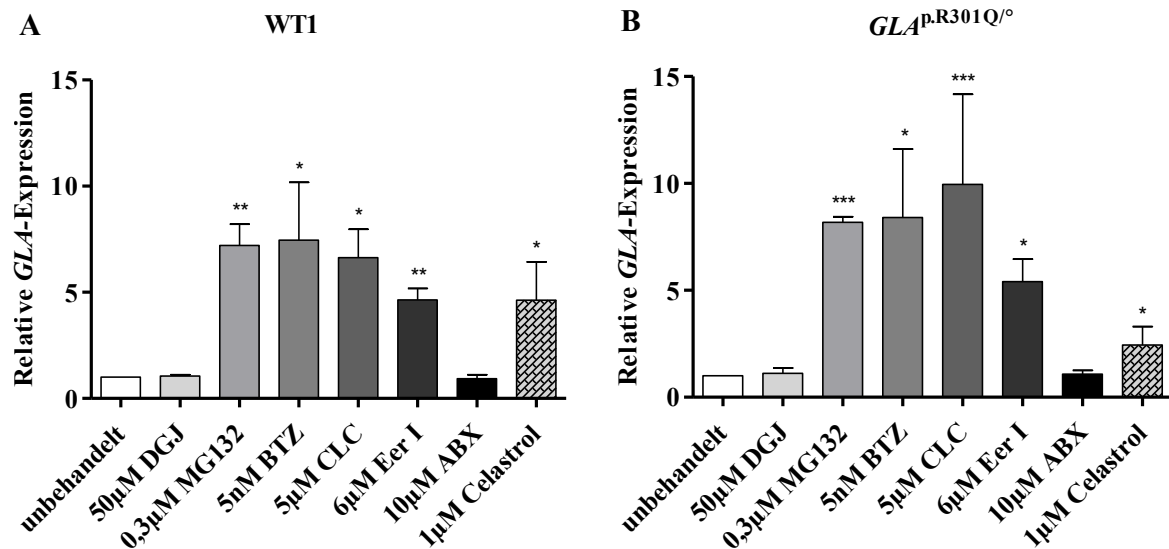 A
WT1
Relative GLA-Expression
15
10
5
0
**
*
*
**
*
unbehandelt
50µM DGJ
0,3µM MG132
5nM BTZ
5µM CLC
6µM Eer I
10µM ABX
1µM Celastrol
B
GLAp.R301Q/°
Relative GLA-Expression
15
10
5
0
***
*
***
*
*
unbehandelt
50µM DGJ
0,3µM MG132
5nM BTZ
5µM CLC
6µM Eer I
10µM ABX
1µM Celastrol